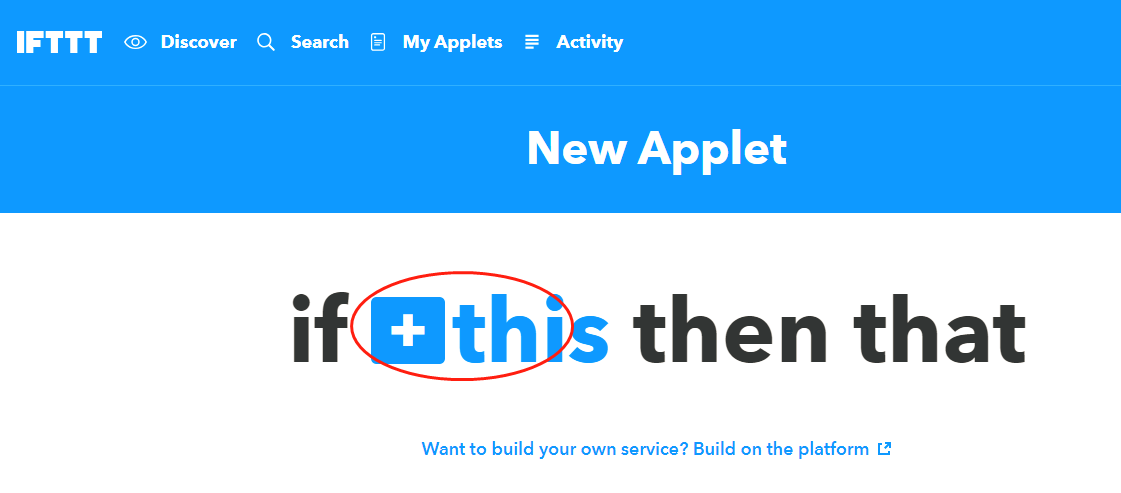 IFTTT Discover Search My Applets Activity
New Applet
if +this then that
Want to build your own service? Build on the platform